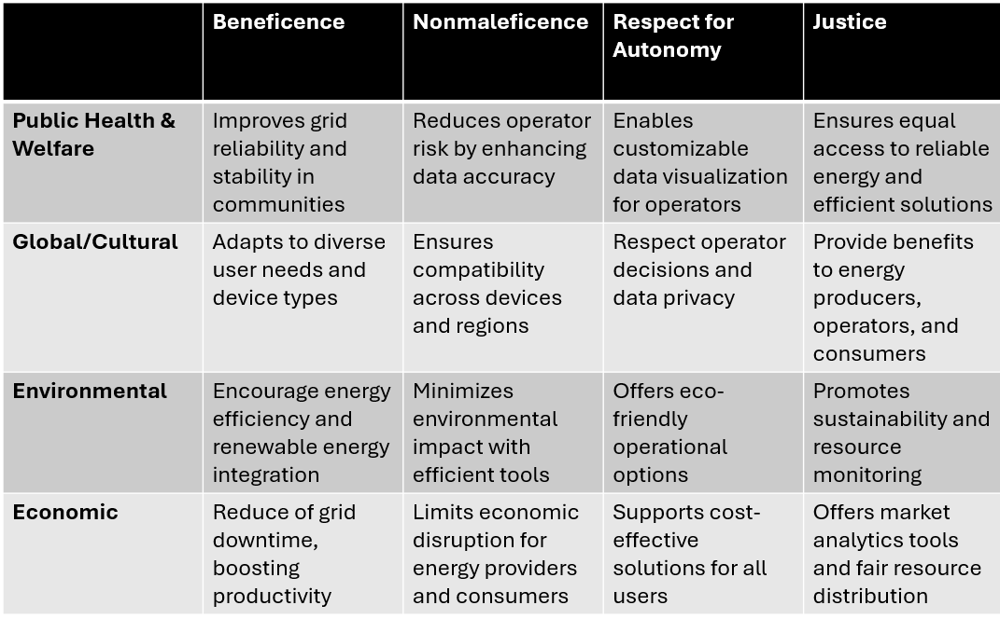 Beneficence
Nonmaleficence
Respect for
Autonomy
Justice
Public Health &
Welfare
Improves grid
reliability and
stability in
communities
Reduces operator
risk by enhancing
data accuracy
Enables
customizable
data visualization
for operators
Ensures equal
access to reliable
energy and
efficient solutions
Global/Cultural
Adapts to diverse
user needs and
device types
Ensures
compatibility
across devices
and regions
Respect operator
decisions and
data privacy
Provide benefits
to energy
producers,
operators, and
consumers
Environmental
Encourage energy
efficiency and
renewable energy
integration
Minimizes
environmental
impact with
efficient tools
Offers eco-
friendly
operational
options
Promotes
sustainability and
resource
monitoring
Economic
Reduce of grid
downtime,
boosting
productivity
Limits economic
disruption for
energy providers
and consumers
Supports cost-
effective
solutions for all
users
Offers market
analytics tools
and fair resource
distribution